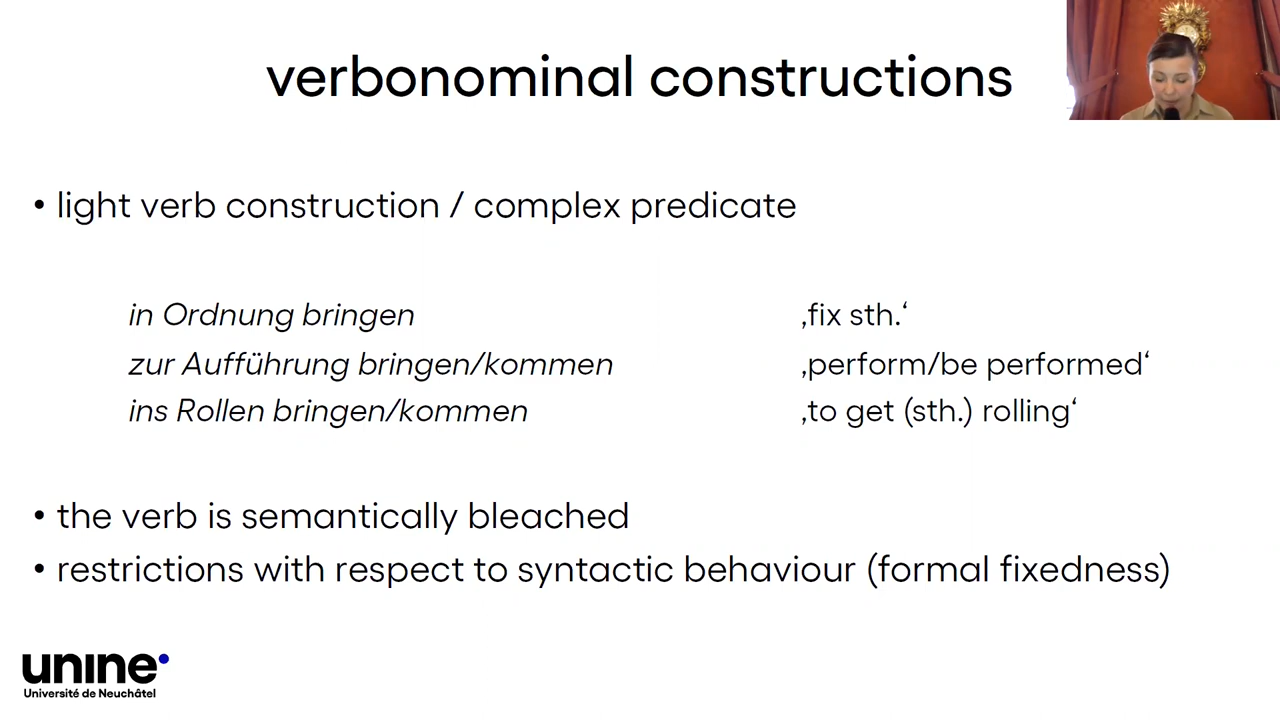 verbonominal constructions
• light verb construction / complex predicate
in Ordnung bringen ‚fix sth.‘
zur Aufführung bringen/kommen ‚perform/be performed‘
ins Rollen bringen/kommen ‚to get (sth.) rolling‘
• the verb is semantically bleached
• restrictions with respect to syntactic behaviour (formal fixedness)
unine
Université de Neuchâtel